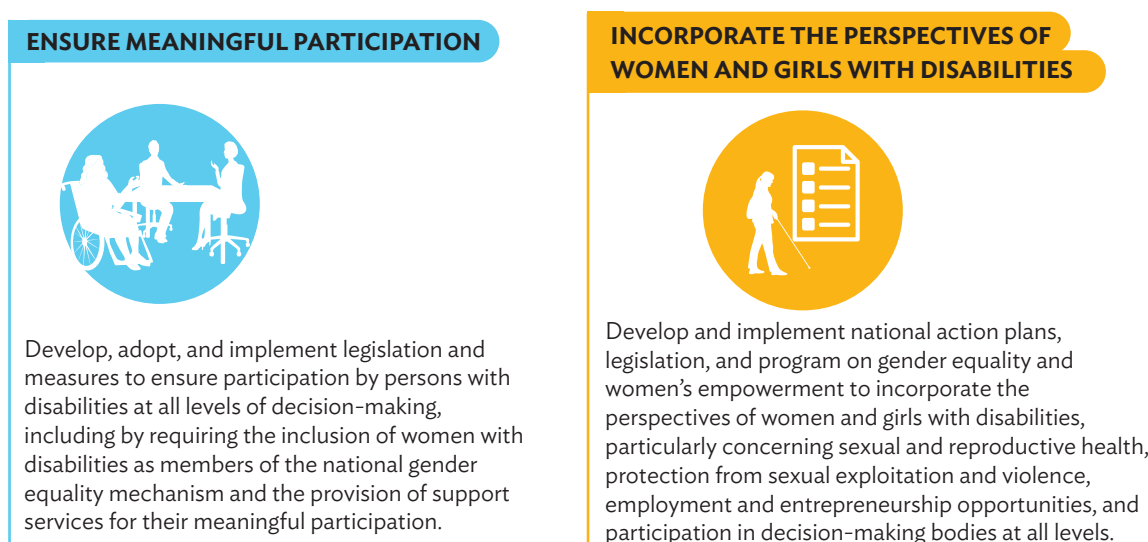 ENSURE MEANINGFUL PARTICIPATION
Develop, adopt, and implement legislation and
measures to ensure participation by persons with
disabilities at all levels of decision-making,
including by requiring the inclusion of women with
disabilities as members of the national gender
equality mechanism and the provision of support
services for their meaningful participation.
INCORPORATE THE PERSPECTIVES OF
WOMEN AND GIRLS WITH DISABILITIES
Develop and implement national action plans,
legislation, and program on gender equality and
women’s empowerment to incorporate the
perspectives of women and girls with disabilities,
particularly concerning sexual and reproductive health,
protection from sexual exploitation and violence,
employment and entrepreneurship opportunities, and
participation in decision-making bodies at all levels.